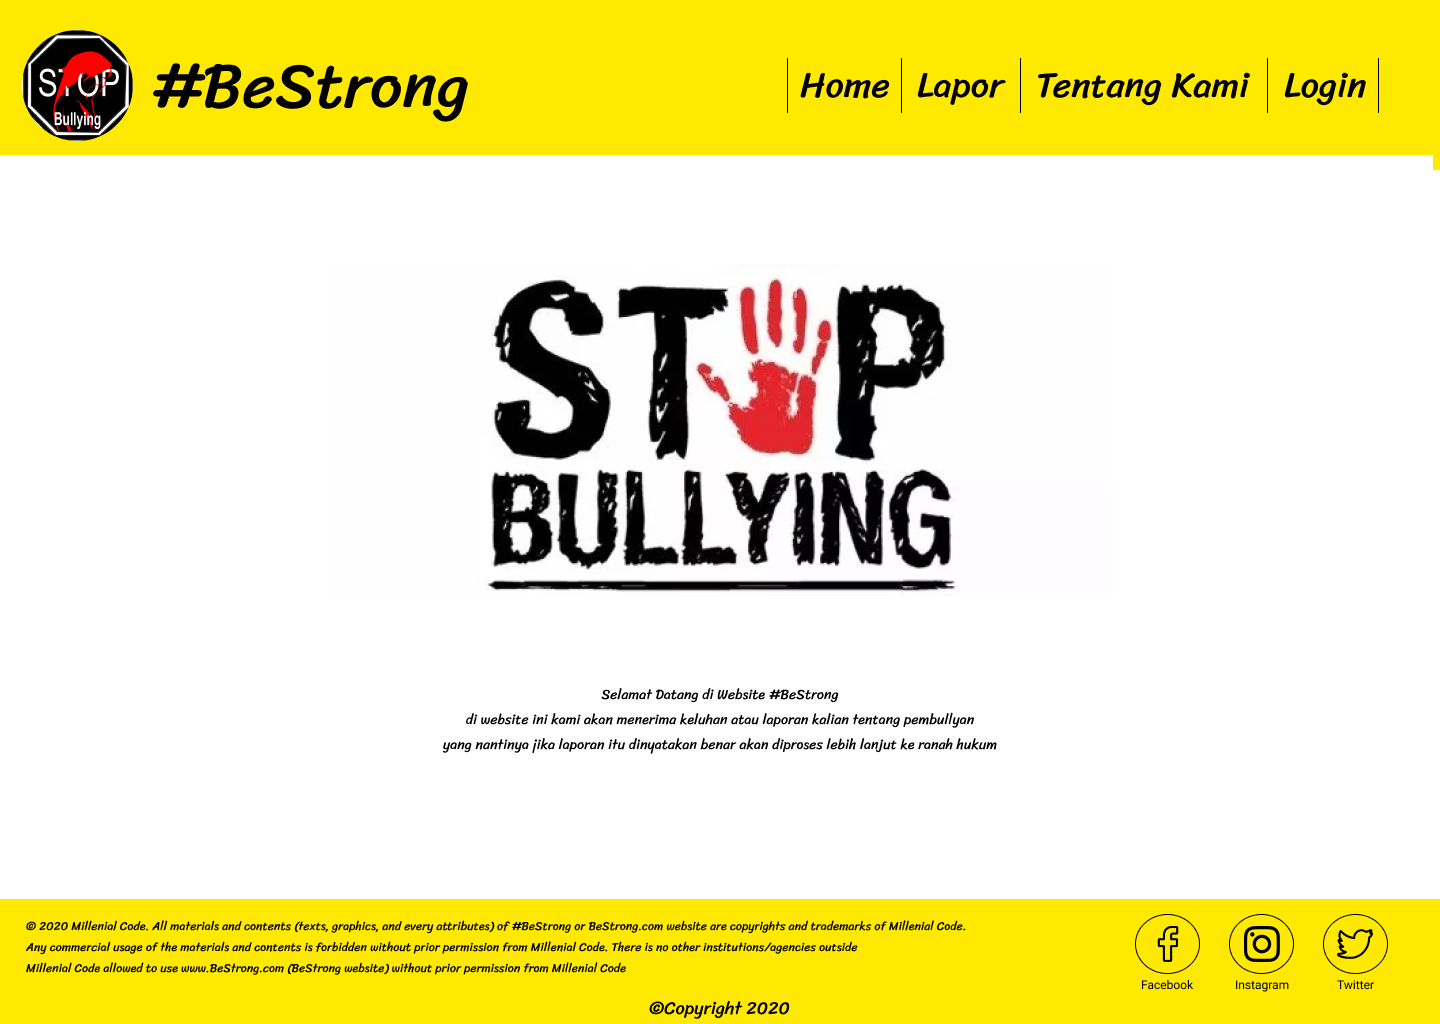 STOP
Bullying
#BeStrong
Home Lapor Tentang Kami Login
STOP
BULLYING
Selamat Datang di Website #BeStrong
di website ini kami akan menerima keluhan atau laporan kalian tentang pembullyan
yang nantinya jika laporan itu dinyatakan benar akan diproses lebih lanjut ke ranah hukum
© 2020 Millenial Code. All materials and contents (texts, graphics, and every attributes) of #BeStrong or BeStrong.com website are copyrights and trademarks of Millenial Code.
Any commercial usage of the materials and contents is forbidden without prior permission from Millenial Code. There is no other institutions/agencies outside
Millenial Code allowed to use www.BeStrong.com (BeStrong website) without prior permission from Millenial Code
Facebook Instagram Twitter
©Copyright 2020